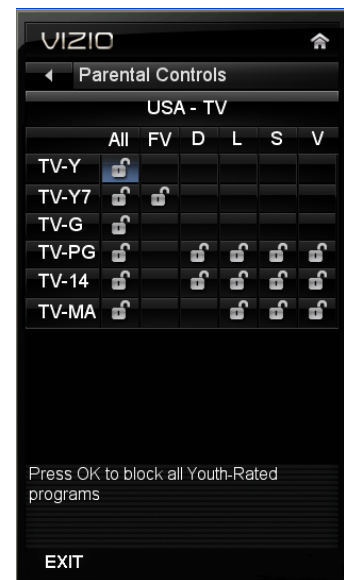 VIZIO
Parental Controls
USA - TV
All FV D L S V
TV-Y
TV-Y7
TV-G
TV-PG
TV-14
TV-MA
Press OK to block all Youth-Rated
programs
EXIT